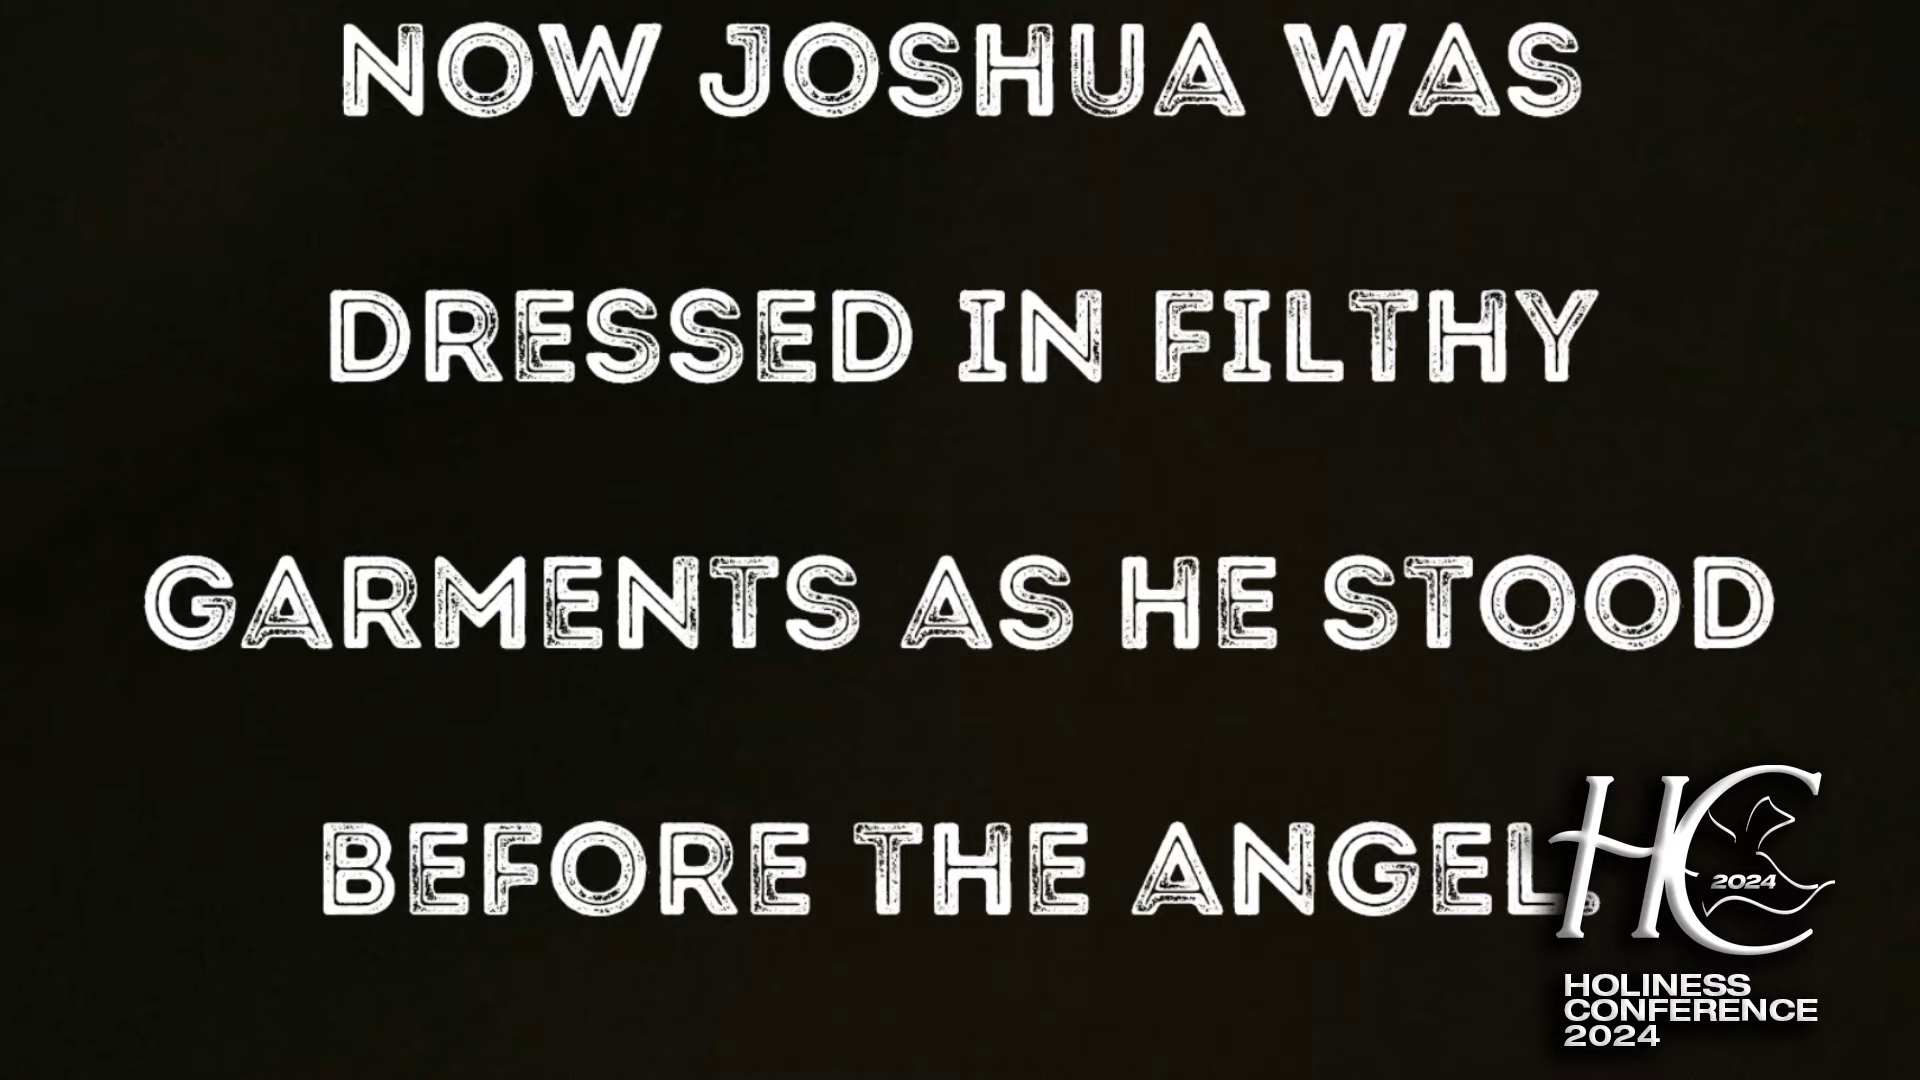 NOW JOSHUA WAS
DRESSED IN FILTHY
GARMENTS AS HE STOOD
BEFORE THE ANGEL.
HC
2024
HOLINESS
CONFERENCE
2024